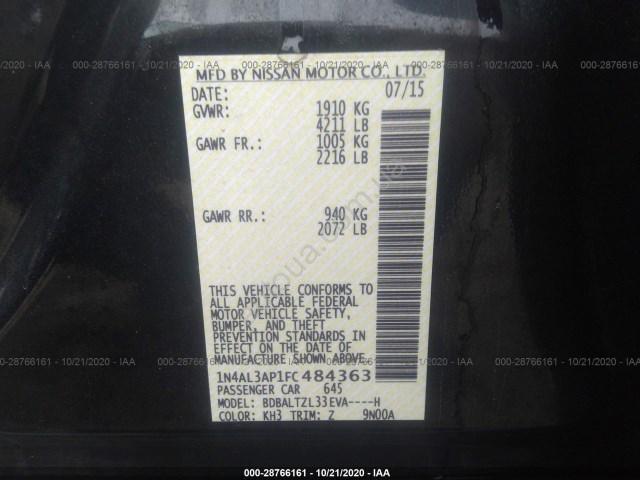 000-28766161 - 10/21/2020 - IAA
MFD BY NISSAN MOTOR CO., LTD.
DATE: 07/15
GVWR: 1910 KG
4211 LB
GAWR FR.: 1005 KG
2216 LB
GAWR RR.: 940 KG
2072 LB
THIS VEHICLE CONFORMS TO
ALL APPLICABLE FEDERAL
MOTOR VEHICLE SAFETY,
BUMPER, AND THEFT
PREVENTION STANDARDS IN
EFFECT ON THE DATE OF
MANUFACTURE SHOWN ABOVE.
1N4AL3AP1FC484363
PASSENGER CAR 645
MODEL: BDBALTZL33EVA----H
COLOR: KH3 TRIM: Z 9N00A
000-28766161 - 10/21/2020 - IAA